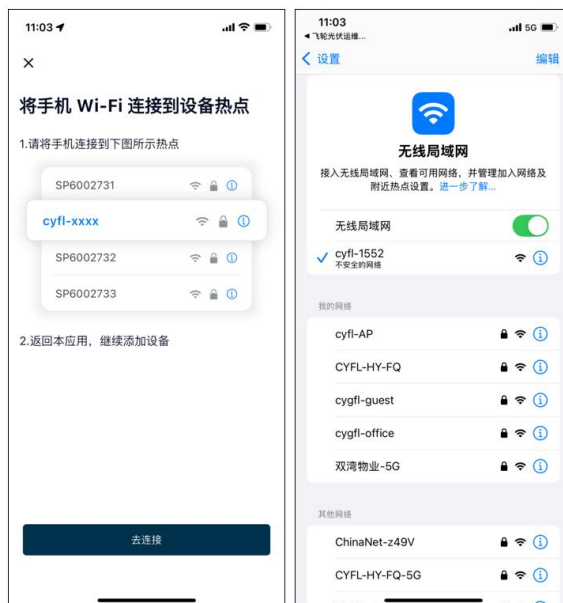 11:03
将手机 Wi-Fi 连接到设备热点
1.请将手机连接到下图所示热点
SP6002731
cyfl-xxxx
SP6002732
SP6002733
2.返回本应用，继续添加设备
去连接
11:03
5G
◀ 飞轮光伏运维...
设置
编辑
无线局域网
接入无线局域网、查看可用网络，并管理加入网络及
附近热点设置。进一步了解...
无线局域网
cyfl-1552
不安全的网络
我的网络
cyfl-AP
CYFL-HY-FQ
cygfl-guest
cygfl-office
双湾物业-5G
其他网络
ChinaNet-z49V
CYFL-HY-FQ-5G